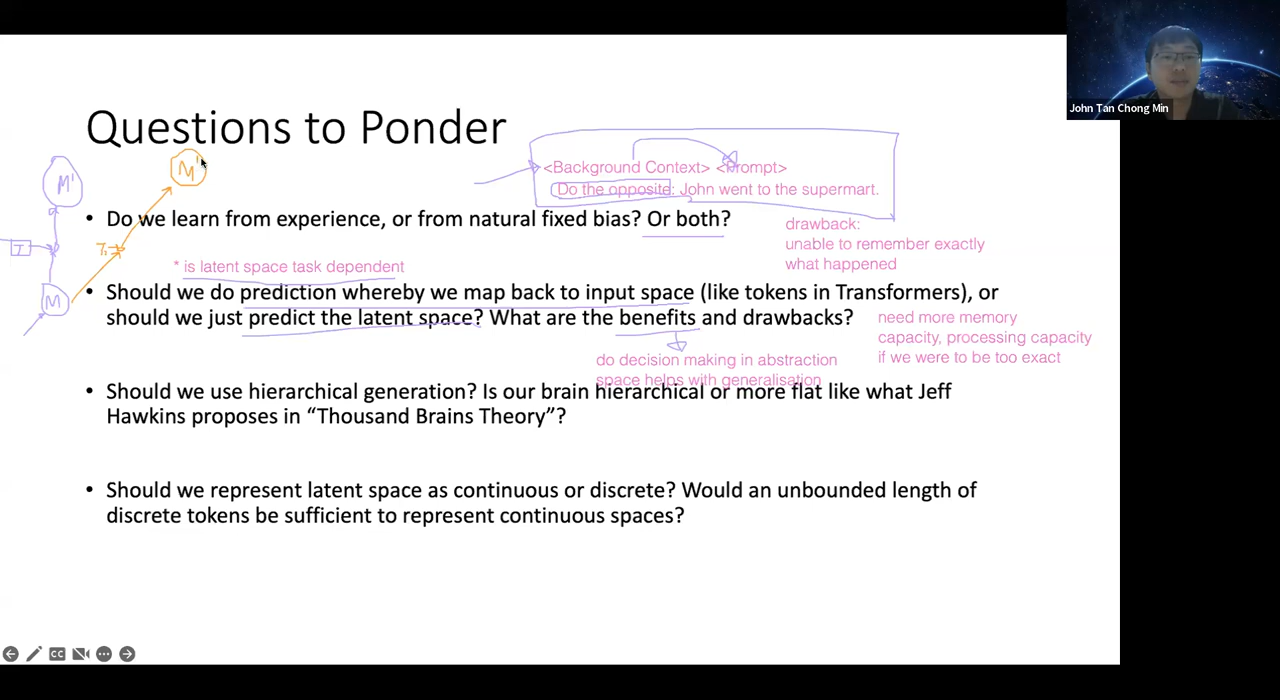 John Tan Chong Min
Questions to Ponder
<Background Context> <Prompt>
Do the opposite: John went to the supermart.
M'
M'
• Do we learn from experience, or from natural fixed bias? Or both?
drawback:
unable to remember exactly
what happened
T
T
* is latent space task dependent
M
• Should we do prediction whereby we map back to input space (like tokens in Transformers), or
should we just predict the latent space? What are the benefits and drawbacks?
need more memory
capacity, processing capacity
if we were to be too exact
do decision making in abstraction
space helps with generalisation
• Should we use hierarchical generation? Is our brain hierarchical or more flat like what Jeff
Hawkins proposes in “Thousand Brains Theory”?
• Should we represent latent space as continuous or discrete? Would an unbounded length of
discrete tokens be sufficient to represent continuous spaces?
CC